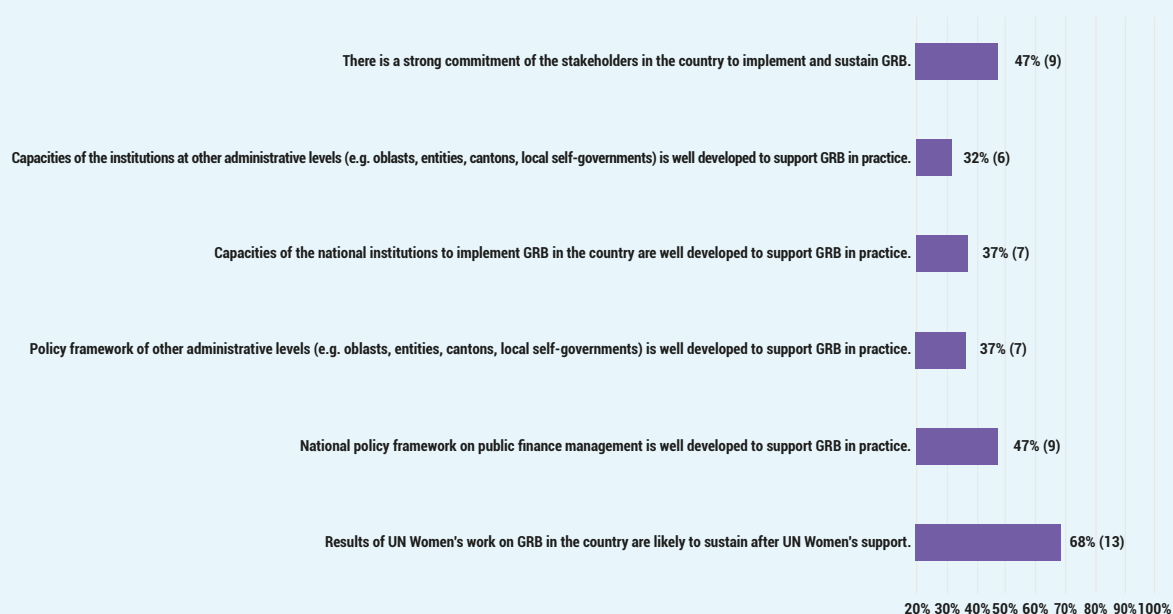 There is a strong commitment of the stakeholders in the country to implement and sustain GRB. 47% (9)
Capacities of the institutions at other administrative levels (e.g. oblasts, entities, cantons, local self-governments) is well developed to support GRB in practice. 32% (6)
Capacities of the national institutions to implement GRB in the country are well developed to support GRB in practice. 37% (7)
Policy framework of other administrative levels (e.g. oblasts, entities, cantons, local self-governments) is well developed to support GRB in practice. 37% (7)
National policy framework on public finance management is well developed to support GRB in practice. 47% (9)
Results of UN Women's work on GRB in the country are likely to sustain after UN Women's support. 68% (13)
20% 30% 40% 50% 60% 70% 80% 90% 100%